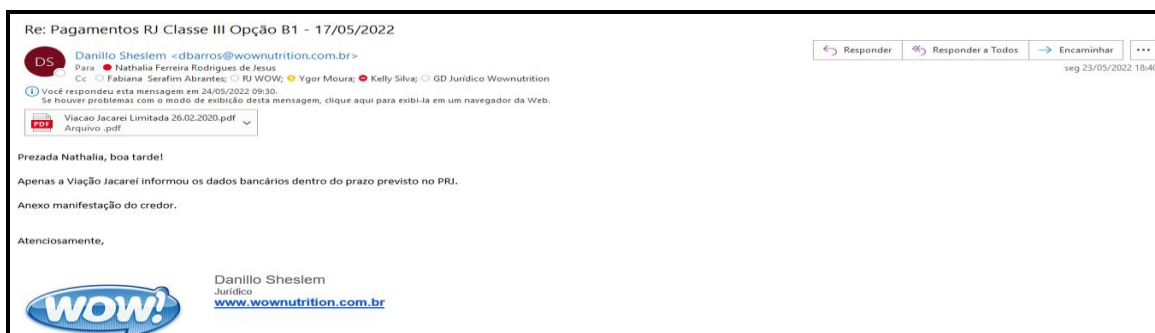 Re: Pagamentos RJ Classe III Opção B1 - 17/05/2022
DS
Danillo Sheslem <dbarros@wownutrition.com.br>
Para Nathalia Ferreira Rodrigues de Jesus
Cc Fabiana Serafim Abrantes; RJ WOW; Ygor Moura; Kelly Silva; GD Jurídico Wownutrition
Responder
Responder a Todos
Encaminhar
...
seg 23/05/2022 18:40
Você respondeu esta mensagem em 24/05/2022 09:30.
Se houver problemas com o modo de exibição desta mensagem, clique aqui para exibi-la em um navegador da Web.
PDF
Viacao Jacarei Limitada 26.02.2020.pdf
Arquivo .pdf
Prezada Nathalia, boa tarde!
Apenas a Viação Jacareí informou os dados bancários dentro do prazo previsto no PRJ.
Anexo manifestação do credor.
Atenciosamente,
WOW!
Danillo Sheslem
Jurídico
www.wownutrition.com.br